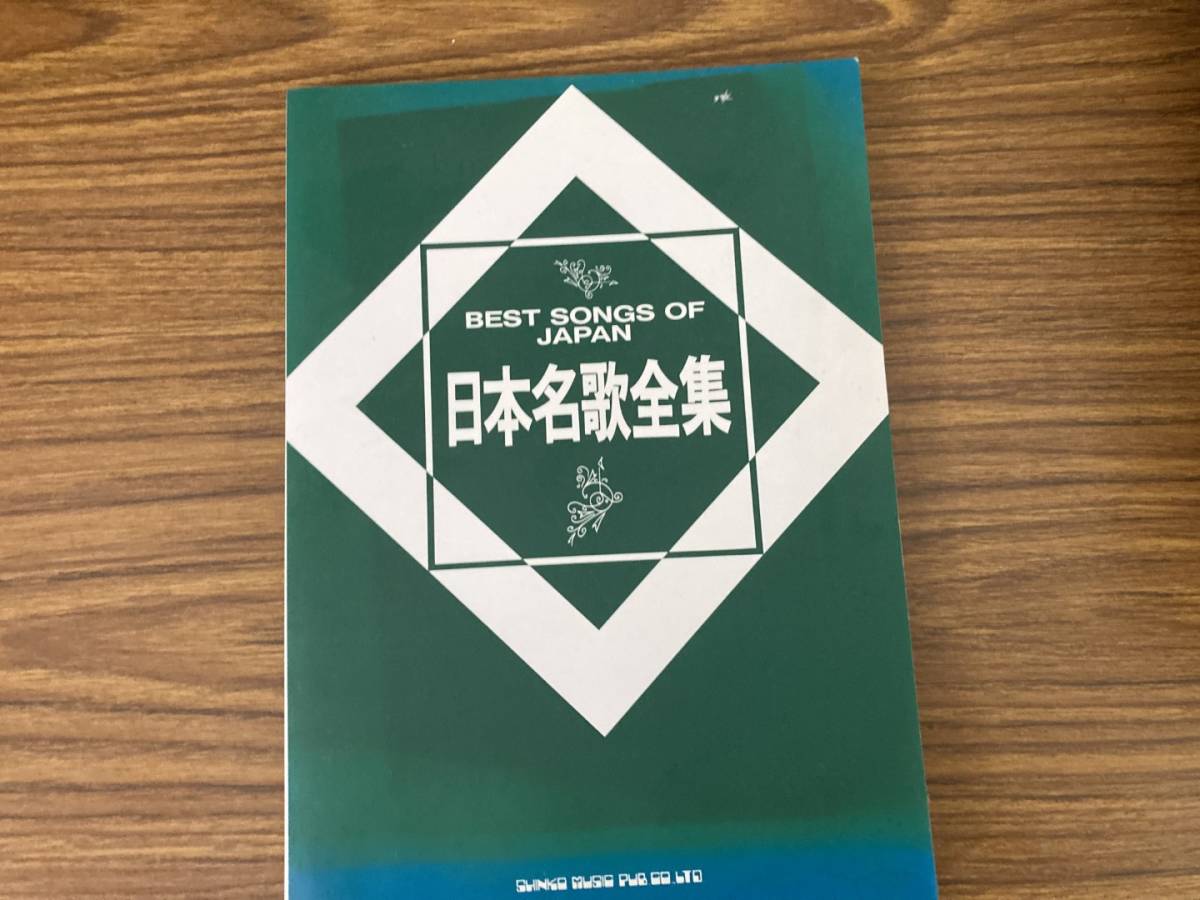 BEST SONGS OF
JAPAN
日本名歌全集
SHINKO MUSIC PUB CO.,LTD